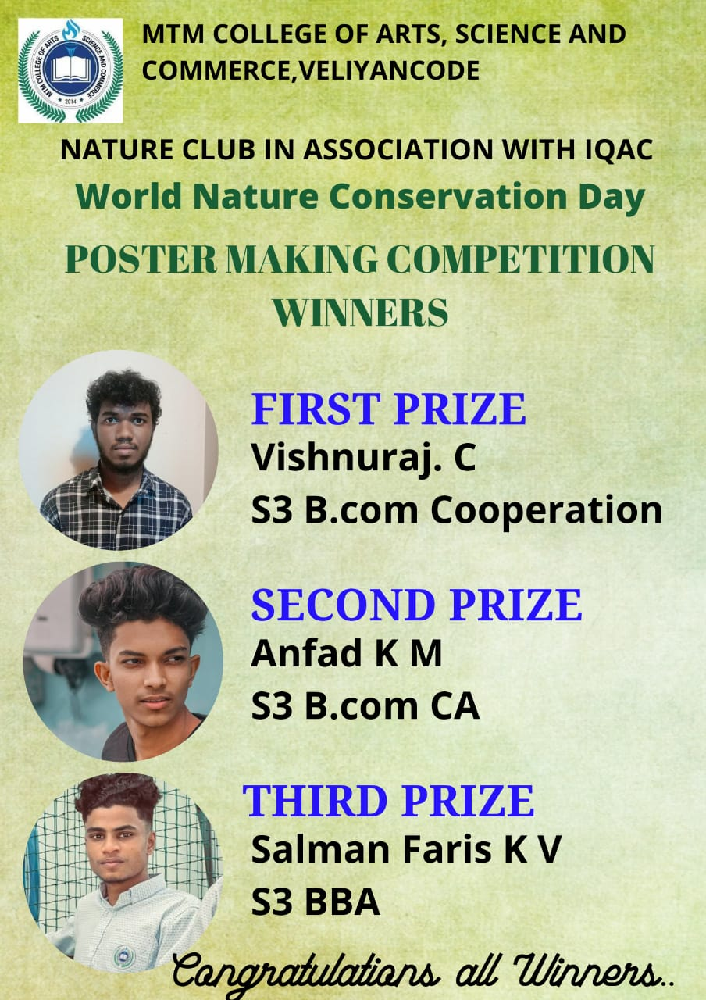 MTM COLLEGE OF ARTS, SCIENCE AND COMMERCE
★ 2014 ★
MTM COLLEGE OF ARTS, SCIENCE AND
COMMERCE,VELIYANCODE
NATURE CLUB IN ASSOCIATION WITH IQAC
World Nature Conservation Day
POSTER MAKING COMPETITION
WINNERS
FIRST PRIZE
Vishnuraj. C
S3 B.com Cooperation
SECOND PRIZE
Anfad K M
S3 B.com CA
THIRD PRIZE
Salman Faris K V
S3 BBA
Congratulations all Winners..